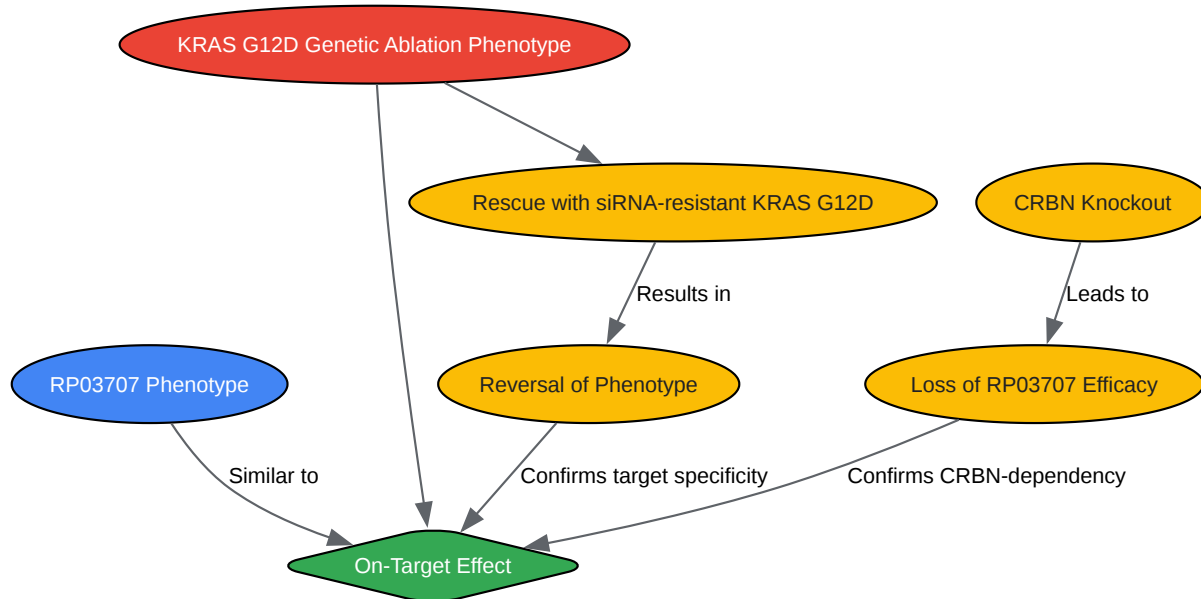 KRAS G12D Genetic Ablation Phenotype
Rescue with siRNA-resistant KRAS G12D
CRBN Knockout
Results in
Leads to
RP03707 Phenotype
Reversal of Phenotype
Loss of RP03707 Efficacy
Similar to
Confirms target specificity
Confirms CRBN-dependency
On-Target Effect